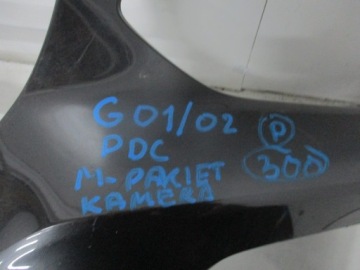 G01/02 P
PDC 300
M-PAKIET
KAMERA